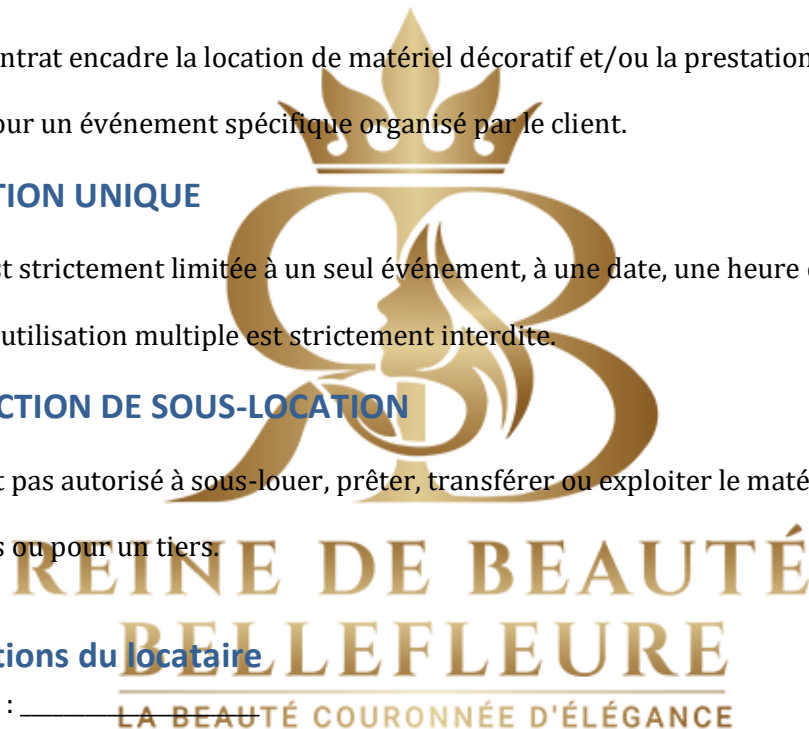 ntrat encadre la location de matériel décoratif et/ou la prestation
our un événement spécifique organisé par le client.
TION UNIQUE
st strictement limitée à un seul événement, à une date, une heure
utilisation multiple est strictement interdite.
CTION DE SOUS-LOCATION
t pas autorisé à sous-louer, prêter, transférer ou exploiter le maté
s ou pour un tiers.
REINE DE BEAUTÉ
tions du locataire
BELLEFLEURE
: ____________________
LA BEAUTÉ COURONNÉE D'ÉLÉGANCE